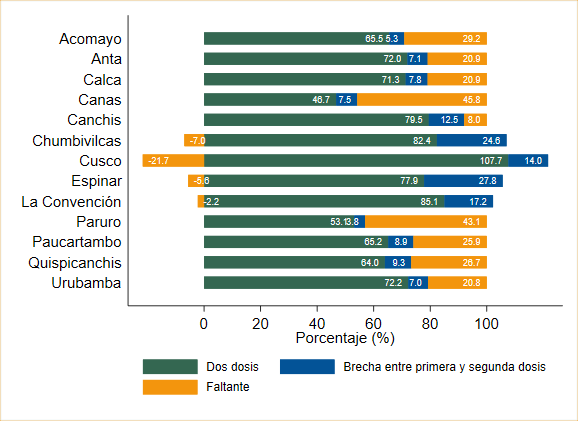 Acomayo 65.5 5.3 29.2
Anta 72.0 7.1 20.9
Calca 71.3 7.8 20.9
Canas 46.7 7.5 45.8
Canchis 79.5 12.5 8.0
Chumbivilcas -7.0 82.4 24.6
Cusco -21.7 107.7 14.0
Espinar -5.6 77.9 27.8
La Convención -2.2 85.1 17.2
Paruro 53.1 3.8 43.1
Paucartambo 65.2 8.9 25.9
Quispicanchis 64.0 9.3 26.7
Urubamba 72.2 7.0 20.8
0 20 40 60 80 100
Porcentaje (%)
Dos dosis Brecha entre primera y segunda dosis
Faltante